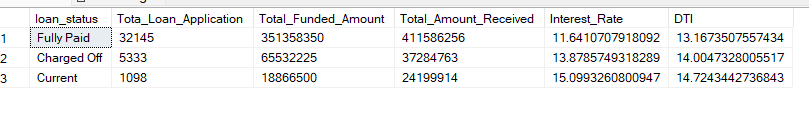 loan_status Tota_Loan_Application Total_Funded_Amount Total_Amount_Received Interest_Rate DTI
1 Fully Paid 32145 351358350 411586256 11.6410707918092 13.1673507557434
2 Charged Off 5333 65532225 37284763 13.8785749318289 14.0047328005517
3 Current 1098 18866500 24199914 15.0993260800947 14.7243442736843